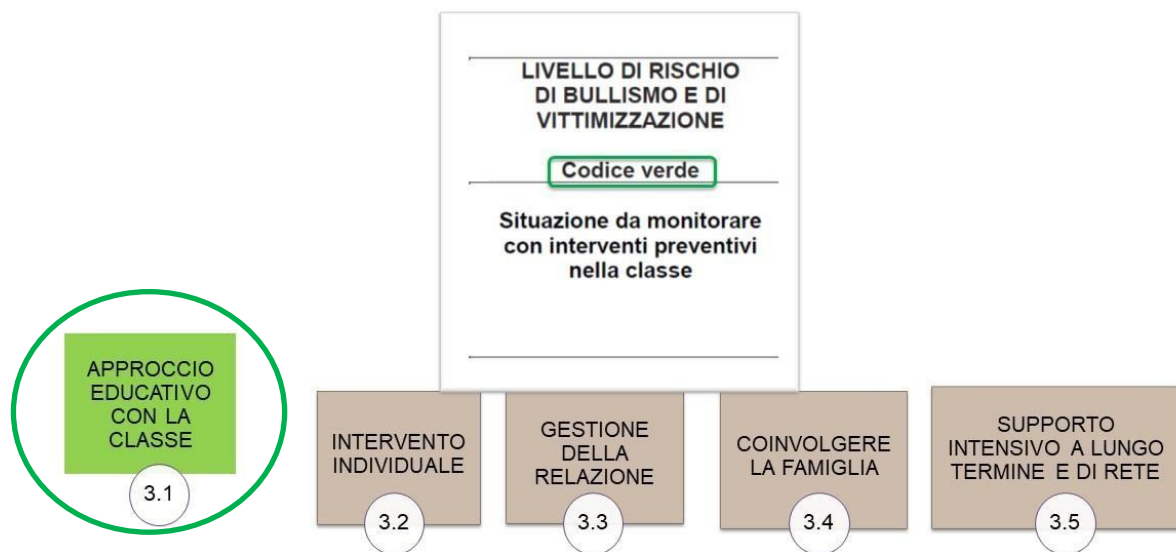 LIVELLO DI RISCHIO
DI BULLISMO E DI
VITTIMIZZAZIONE
Codice verde
Situazione da monitorare
con interventi preventivi
nella classe
APPROCCIO
EDUCATIVO
CON LA
CLASSE
3.1
INTERVENTO
INDIVIDUALE
3.2
GESTIONE
DELLA
RELAZIONE
3.3
COINVOLGERE
LA FAMIGLIA
3.4
SUPPORTO
INTENSIVO A LUNGO
TERMINE E DI RETE
3.5